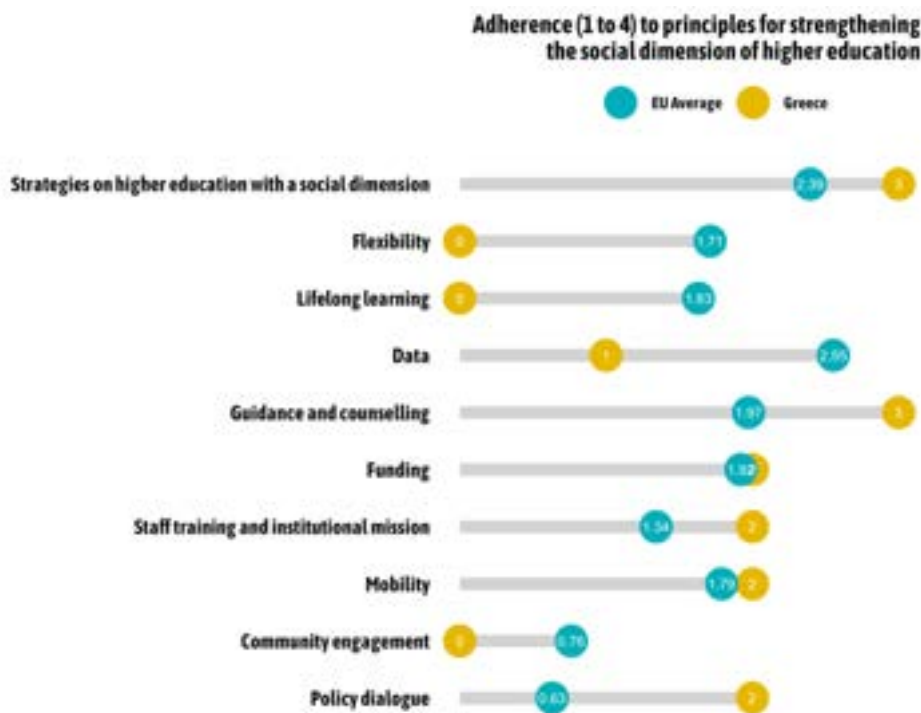 Adherence (1 to 4) to principles for strengthening
the social dimension of higher education
EU Average Greece
Strategies on higher education with a social dimension 2.39 3
Flexibility 0 1.71
Lifelong learning 0 1.63
Data 1 2.55
Guidance and counselling 1.97 3
Funding 2
Staff training and institutional mission 1.34 2
Mobility 1.79 2
Community engagement 0 0.76
Policy dialogue 0.63 2